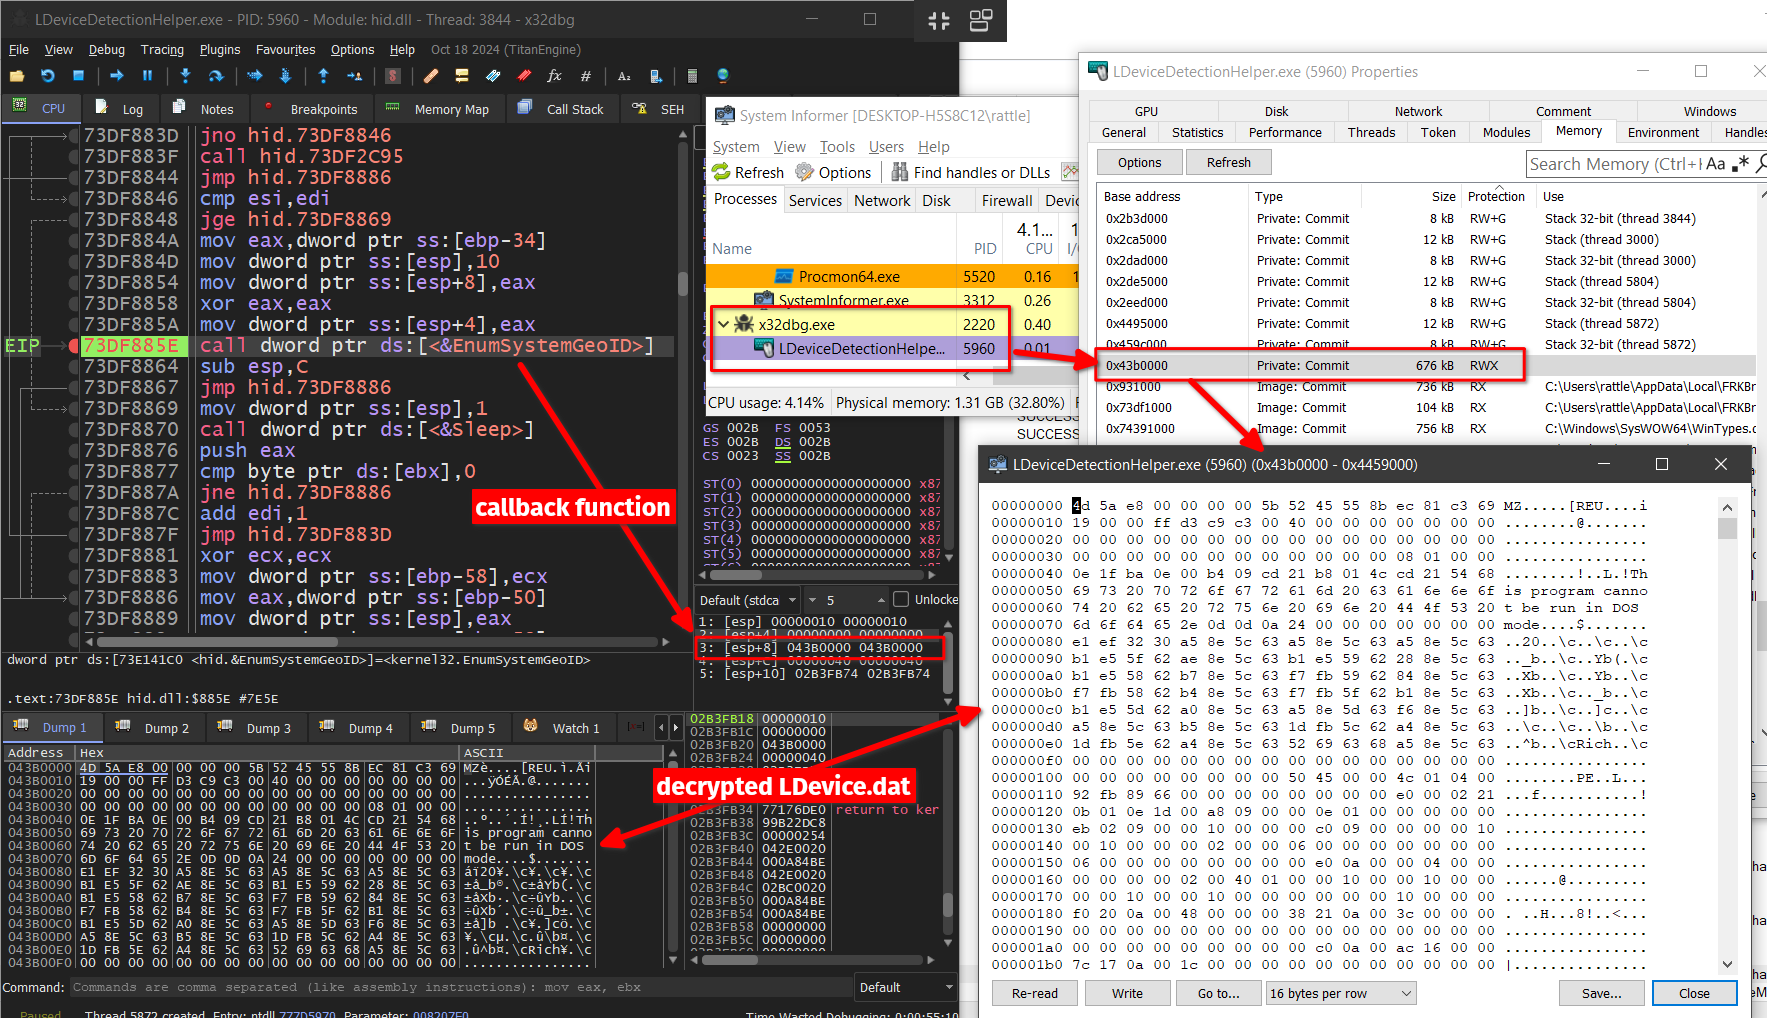 LDeviceDetectionHelper.exe - PID: 5960 - Module: hid.dll - Thread: 3844 - x32dbg
File View Debug Tracing Plugins Favourites Options Help Oct 18 2024 (TitanEngine)
CPU Log Notes Breakpoints Memory Map Call Stack SEH
73DF883D jno hid.73DF8846
73DF883F call hid.73DF2C95
73DF8844 jmp hid.73DF8886
73DF8846 cmp esi,edi
73DF8848 jge hid.73DF8869
73DF884A mov eax,dword ptr ss:[ebp-34]
73DF884D mov dword ptr ss:[esp],10
73DF8854 mov dword ptr ss:[esp+8],eax
73DF8858 xor eax,eax
73DF885A mov dword ptr ss:[esp+4],eax
EIP 73DF885E call dword ptr ds:[<&EnumSystemGeoID>]
73DF8864 sub esp,C
73DF8867 jmp hid.73DF8886
73DF8869 mov dword ptr ss:[esp],1
73DF8870 call dword ptr ds:[<&Sleep>]
73DF8876 push eax
73DF8877 cmp byte ptr ds:[ebx],0
73DF887A jne hid.73DF8886
73DF887C add edi,1
73DF887F jmp hid.73DF883D
73DF8881 xor ecx,ecx
73DF8883 mov dword ptr ss:[ebp-58],ecx
73DF8886 mov eax,dword ptr ss:[ebp-50]
73DF8889 mov dword ptr ss:[esp],eax
dword ptr ds:[73E141C0 <hid.&EnumSystemGeoID>]=<kernel32.EnumSystemGeoID>
.text:73DF885E hid.dll:$885E #7E5E
callback function
decrypted LDevice.dat
GS 002B FS 0053
ES 002B DS 002B
CS 0023 SS 002B
ST(0) 00000000000000000000 x87
ST(1) 00000000000000000000 x87
ST(2) 00000000000000000000 x87
ST(3) 00000000000000000000 x87
ST(4) 00000000000000000000 x87
ST(5) 00000000000000000000 x87
Default (stdca 5 Unlocke
1: [esp] 00000010 00000010
2: [esp+4] 00000000 00000000
3: [esp+8] 043B0000 043B0000
4: [esp+C] 00000040 00000040
5: [esp+10] 02B3FB74 02B3FB74
Dump 1 Dump 2 Dump 3 Dump 4 Dump 5 Watch 1
Address Hex ASCII
043B0000 4D 5A E8 00 00 00 00 5B 52 45 55 8B EC 81 C3 69 MZè....[REU.ì.Ãi
043B0010 19 00 00 FF D3 C9 C3 00 40 00 00 00 00 00 00 00 ...ÿÓÉÃ.@.......
043B0020 00 00 00 00 00 00 00 00 00 00 00 00 00 00 00 00 ................
043B0030 00 00 00 00 00 00 00 00 00 00 00 00 08 01 00 00 ................
043B0040 0E 1F BA 0E 00 B4 09 CD 21 B8 01 4C CD 21 54 68 ..º..´.Í!¸.LÍ!Th
043B0050 69 73 20 70 72 6F 67 72 61 6D 20 63 61 6E 6E 6F is program canno
043B0060 74 20 62 65 20 72 75 6E 20 69 6E 20 44 4F 53 20 t be run in DOS
043B0070 6D 6F 64 65 2E 0D 0D 0A 24 00 00 00 00 00 00 00 mode....$.......
043B0080 E1 EF 32 30 A5 8E 5C 63 A5 8E 5C 63 A5 8E 5C 63 áï20¥.\c¥.\c¥.\c
043B0090 B1 E5 5F 62 AE 8E 5C 63 B1 E5 59 62 28 8E 5C 63 ±å_b®.\c±åYb(.\c
043B00A0 B1 E5 58 62 B7 8E 5C 63 F7 FB 59 62 84 8E 5C 63
043B00B0 F7 FB 58 62 B4 8E 5C 63 F7 FB 5F 62 B1 8E 5C 63
043B00C0 B1 E5 5D 62 A0 8E 5C 63 A5 8E 5D 63 F6 8E 5C 63
043B00D0 A5 8E 5C 63 B5 8E 5C 63 1D FB 5C 62 A4 8E 5C 63
043B00E0 1D FB 5E 62 A4 8E 5C 63 52 69 63 68 A5 8E 5C 63 .û^b¤.\cRich¥.\c
043B00F0 00 00 00 00 00 00 00 00 00 00 00 00 00 00 00 00 ................
02B3FB18 00000010
02B3FB1C 00000000
02B3FB20 043B0000
02B3FB24 00000040
02B3FB34 77176DE0 return to ker
02B3FB38 99B22DC8
02B3FB3C 00000254
02B3FB40 042E0020
02B3FB44 000A84BE
02B3FB48 042E0020
02B3FB4C 02BC0020
02B3FB50 000A84BE
02B3FB54 000A84BE
02B3FB58 00000000
02B3FB5C 00000000
Command: Commands are comma separated (like assembly instructions): mov eax, ebx Default
Paused Thread 5872 created, Entry: ntdll.777D5970, Parameter: 008207F0 Time Wasted Debugging: 0:00:55:10
System Informer [DESKTOP-H5S8C12\rattle]
System View Tools Users Help
Refresh Options Find handles or DLLs
Processes Services Network Disk Firewall Devic
Name PID 4.1... CPU 1 I/(
Procmon64.exe 5520 0.16 1
SystemInformer.exe 3312 0.26
x32dbg.exe 2220 0.40
LDeviceDetectionHelpe... 5960 0.01
CPU usage: 4.14% Physical memory: 1.31 GB (32.80%)
SUCCESS
SUCCESS
LDeviceDetectionHelper.exe (5960) Properties
GPU Disk Network Comment Windows
General Statistics Performance Threads Token Modules Memory Environment Handles
Options Refresh Search Memory (Ctrl+K Aa .*
Base address Type Size Protection Use
0x2b3d000 Private: Commit 8 kB RW+G Stack 32-bit (thread 3844)
0x2ca5000 Private: Commit 12 kB RW+G Stack (thread 3000)
0x2dad000 Private: Commit 8 kB RW+G Stack 32-bit (thread 3000)
0x2de5000 Private: Commit 12 kB RW+G Stack (thread 5804)
0x2eed000 Private: Commit 8 kB RW+G Stack 32-bit (thread 5804)
0x4495000 Private: Commit 12 kB RW+G Stack (thread 5872)
0x459c000 Private: Commit 8 kB RW+G Stack 32-bit (thread 5872)
0x43b0000 Private: Commit 676 kB RWX
0x931000 Image: Commit 736 kB RX C:\Users\rattle\AppData\Local\FRKBr
0x73df1000 Image: Commit 104 kB RX C:\Users\rattle\AppData\Local\FRKBr
0x74391000 Image: Commit 756 kB RX C:\Windows\SysWOW64\WinTypes.d
LDeviceDetectionHelper.exe (5960) (0x43b0000 - 0x4459000)
00000000 4d 5a e8 00 00 00 00 5b 52 45 55 8b ec 81 c3 69 MZ.....[REU....i
00000010 19 00 00 ff d3 c9 c3 00 40 00 00 00 00 00 00 00 ........@.......
00000020 00 00 00 00 00 00 00 00 00 00 00 00 00 00 00 00 ................
00000030 00 00 00 00 00 00 00 00 00 00 00 00 08 01 00 00 ................
00000040 0e 1f ba 0e 00 b4 09 cd 21 b8 01 4c cd 21 54 68 ........!..L.!Th
00000050 69 73 20 70 72 6f 67 72 61 6d 20 63 61 6e 6e 6f is program canno
00000060 74 20 62 65 20 72 75 6e 20 69 6e 20 44 4f 53 20 t be run in DOS
00000070 6d 6f 64 65 2e 0d 0d 0a 24 00 00 00 00 00 00 00 mode....$.......
00000080 e1 ef 32 30 a5 8e 5c 63 a5 8e 5c 63 a5 8e 5c 63 ..20..\c..\c..\c
00000090 b1 e5 5f 62 ae 8e 5c 63 b1 e5 59 62 28 8e 5c 63 .._b..\c..Yb(.\c
000000a0 b1 e5 58 62 b7 8e 5c 63 f7 fb 59 62 84 8e 5c 63 ..Xb..\c..Yb..\c
000000b0 f7 fb 58 62 b4 8e 5c 63 f7 fb 5f 62 b1 8e 5c 63 ..Xb..\c.._b..\c
000000c0 b1 e5 5d 62 a0 8e 5c 63 a5 8e 5d 63 f6 8e 5c 63 ..]b..\c..]c..\c
000000d0 a5 8e 5c 63 b5 8e 5c 63 1d fb 5c 62 a4 8e 5c 63 ..\c..\c..\b..\c
000000e0 1d fb 5e 62 a4 8e 5c 63 52 69 63 68 a5 8e 5c 63 ..^b..\cRich..\c
000000f0 00 00 00 00 00 00 00 00 00 00 00 00 00 00 00 00 ................
00000100 00 00 00 00 00 00 00 00 50 45 00 00 4c 01 04 00 ........PE..L...
00000110 92 fb 89 66 00 00 00 00 00 00 00 00 e0 00 02 21 ...f...........!
00000120 0b 01 0e 1d 00 a8 09 00 00 0e 01 00 00 00 00 00 ................
00000130 eb 02 09 00 00 10 00 00 00 c0 09 00 00 00 00 10 ................
00000140 00 10 00 00 00 02 00 00 06 00 00 00 00 00 00 00 ................
00000150 06 00 00 00 00 00 00 00 00 e0 0a 00 00 04 00 00 ................
00000160 00 00 00 00 02 00 40 01 00 00 10 00 00 10 00 00 ......@.........
00000170 00 00 10 00 00 10 00 00 00 00 00 00 10 00 00 00 ................
00000180 f0 20 0a 00 48 00 00 00 38 21 0a 00 3c 00 00 00 . ..H...8!..<...
00000190 00 00 00 00 00 00 00 00 00 00 00 00 00 00 00 00 ................
000001a0 00 00 00 00 00 00 00 00 00 c0 0a 00 ac 16 00 00 ................
000001b0 7c 17 0a 00 1c 00 00 00 00 00 00 00 00 00 00 00 |...............
Re-read Write Go to... 16 bytes per row Save... Close